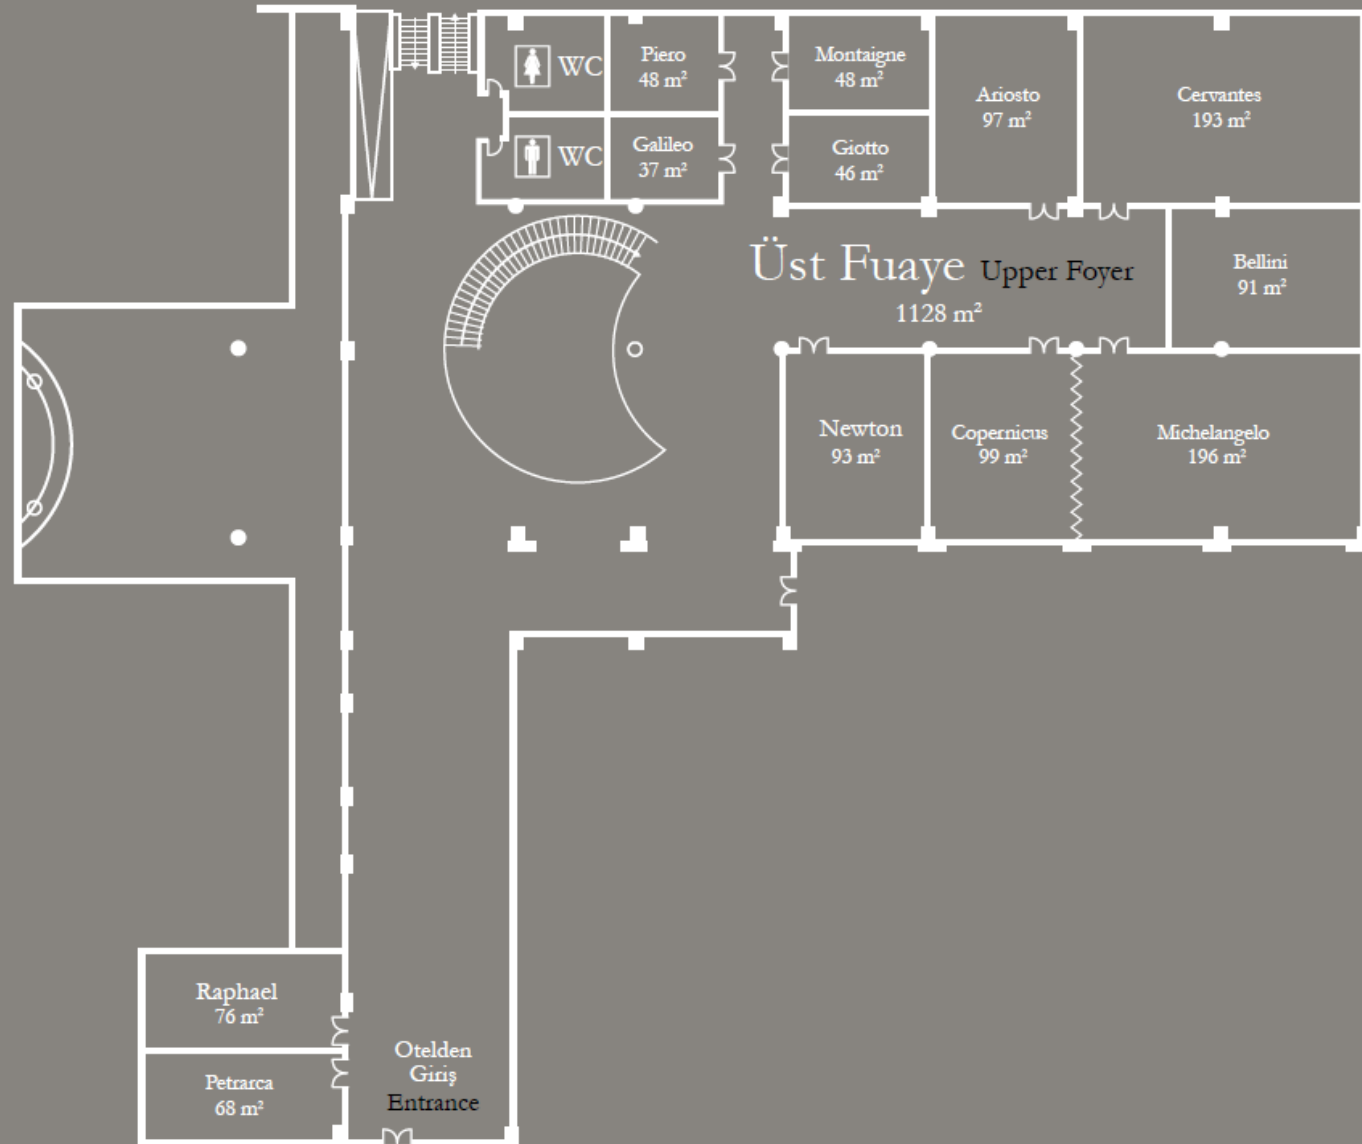 WC
Piero
48 m²
Montaigne
48 m²
Ariosto
97 m²
Cervantes
193 m²
WC
Galileo
37 m²
Giotto
46 m²
Üst Fuaye Upper Foyer
1128 m²
Bellini
91 m²
Newton
93 m²
Copernicus
99 m²
Michelangelo
196 m²
Raphael
76 m²
Petrarca
68 m²
Otelden
Giriş
Entrance